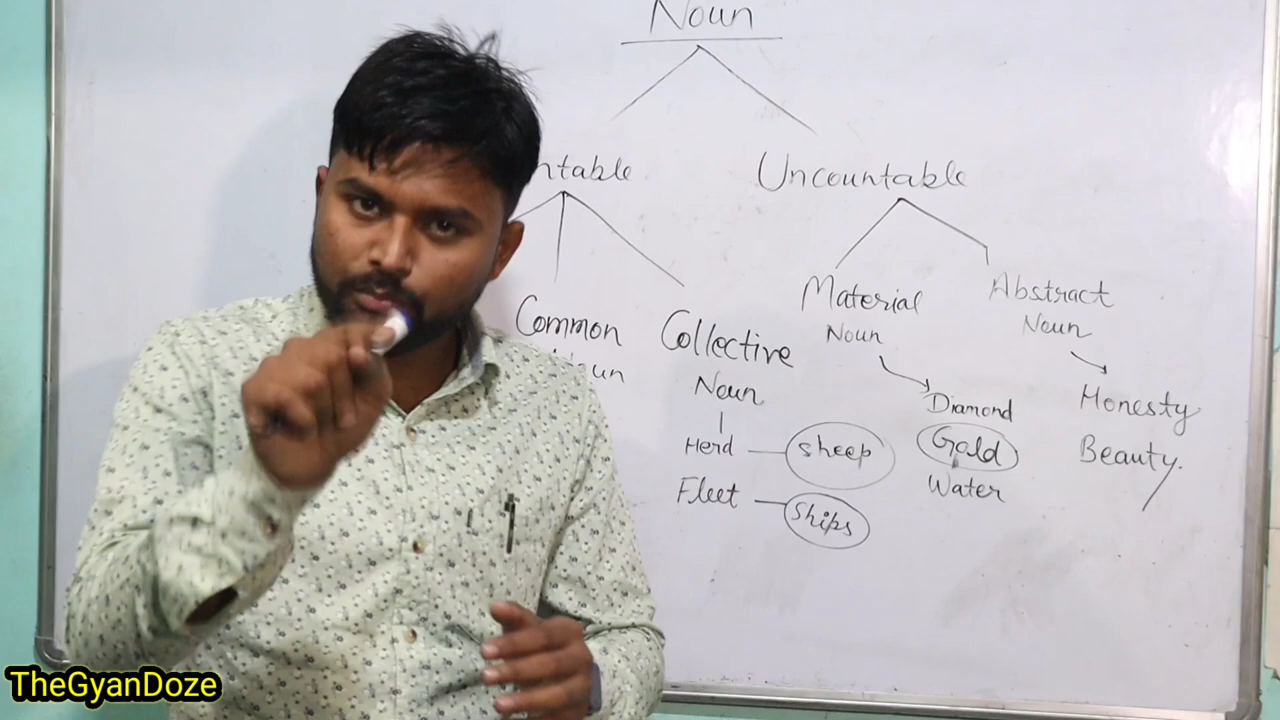 Noun
ntable
Uncountable
Common
un
Collective
Noun
Herd
sheep
Fleet
ships
Material
Noun
Diamond
Gold
Water
Abstract
Noun
Honesty
Beauty.
TheGyanDoze